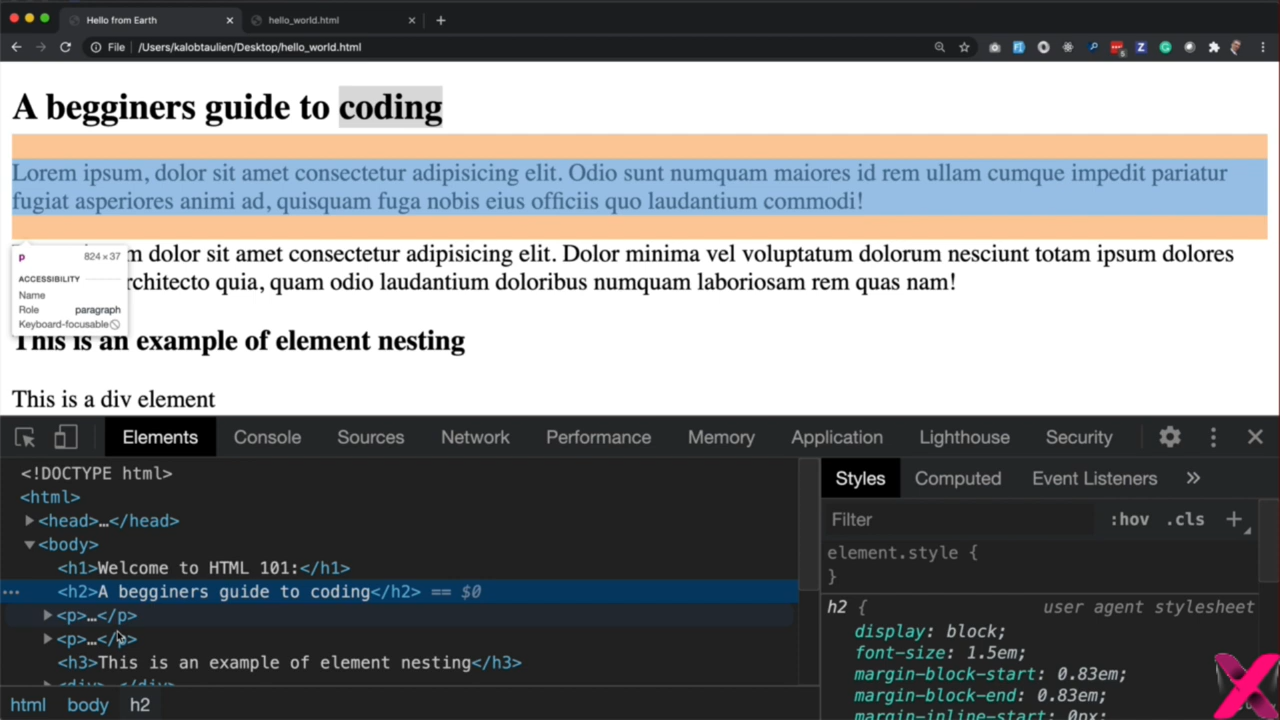 Hello from Earth
hello_world.html
File
/Users/kalobtaulien/Desktop/hello_world.html
A begginers guide to coding
Lorem ipsum, dolor sit amet consectetur adipisicing elit. Odio sunt numquam maiores id rem ullam cumque impedit pariatur
fugiat asperiores animi ad, quisquam fuga nobis eius officiis quo laudantium commodi!
dolor sit amet consectetur adipisicing elit. Dolor minima vel voluptatum dolorum nesciunt totam ipsum dolores
quia, quam odio laudantium doloribus numquam laboriosam rem quas nam!
p 824 × 37
ACCESSIBILITY
Name
Role paragraph
Keyboard-focusable
This is an example of element nesting
This is a div element
Elements Console Sources Network Performance Memory Application Lighthouse Security
<!DOCTYPE html>
<html>
<head>…</head>
<body>
<h1>Welcome to HTML 101:</h1>
<h2>A begginers guide to coding</h2> == $0
<p>…</p>
<p>…</p>
<h3>This is an example of element nesting</h3>
<div>…</div>
html body h2
Styles Computed Event Listeners »
Filter :hov .cls +
element.style {
}
h2 { user agent stylesheet
display: block;
font-size: 1.5em;
margin-block-start: 0.83em;
margin-block-end: 0.83em;
margin-inline-start: 0px;